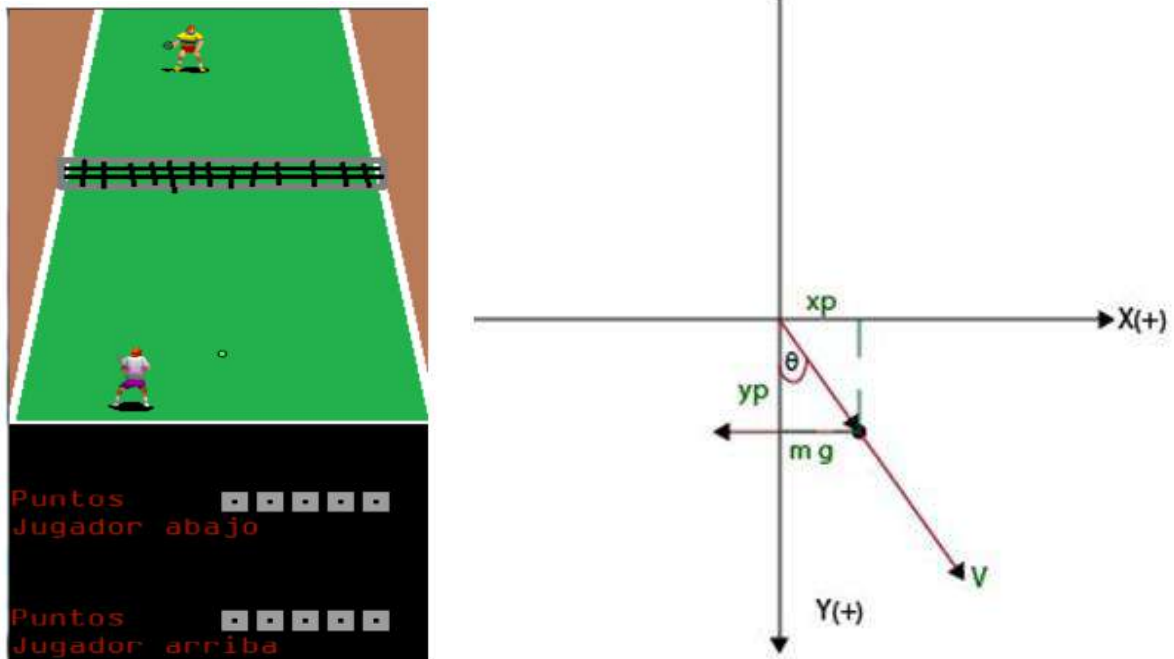 Puntos
Jugador abajo
Puntos
Jugador arriba
xp
X(+)
θ
yp
m g
V
Y(+)